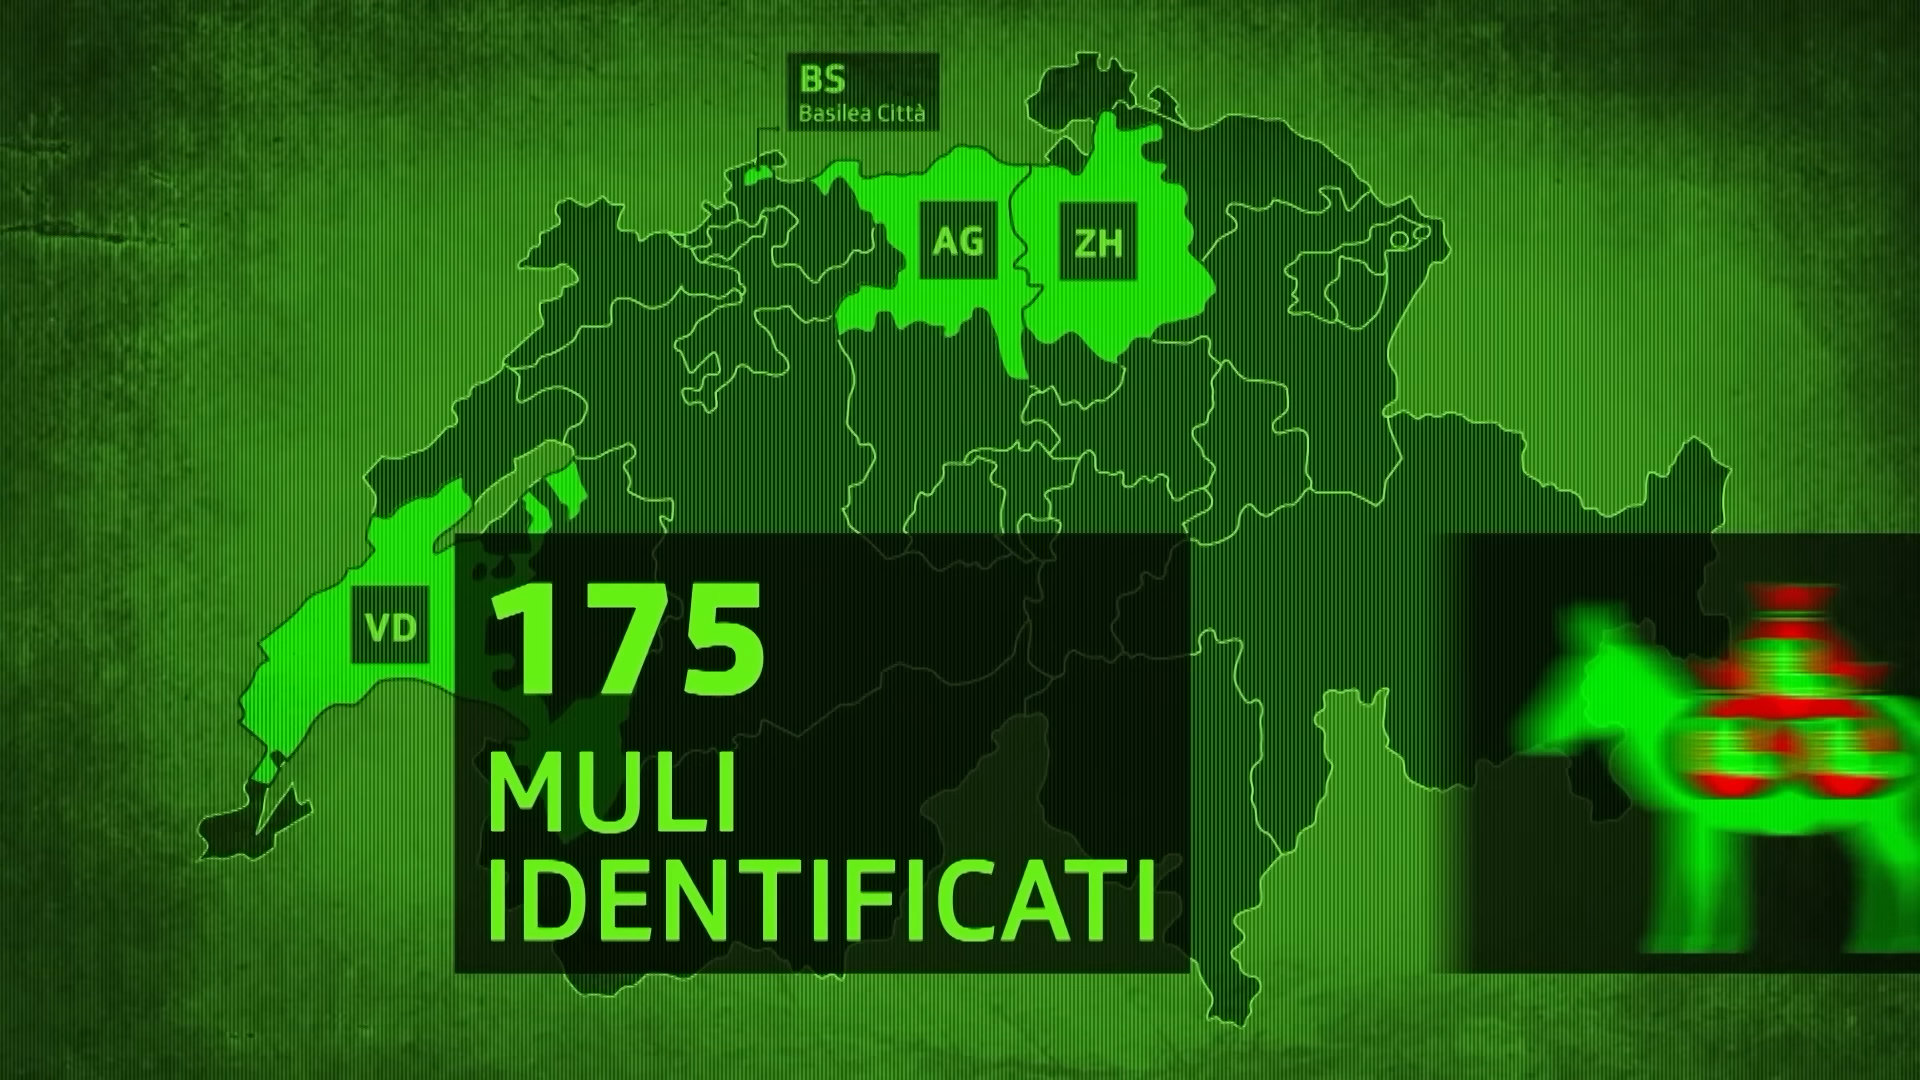 BS
Basilea Città
AG
ZH
VD
175
MULI
IDENTIFICATI